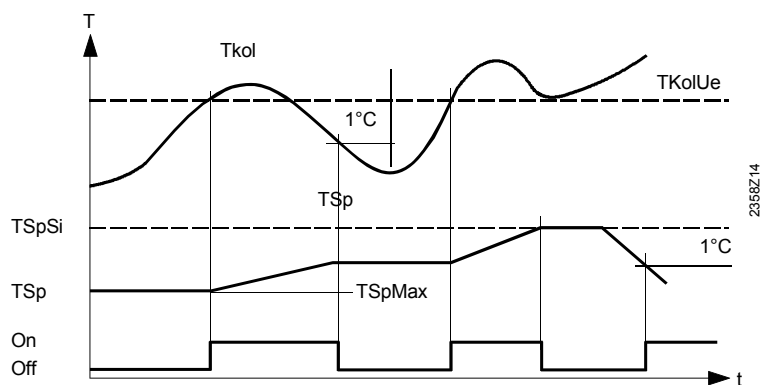 T
Tkol
TKolUe
1°C
TSp
TSpSi
1°C
TSp
TSpMax
On
Off
t
2358Z14